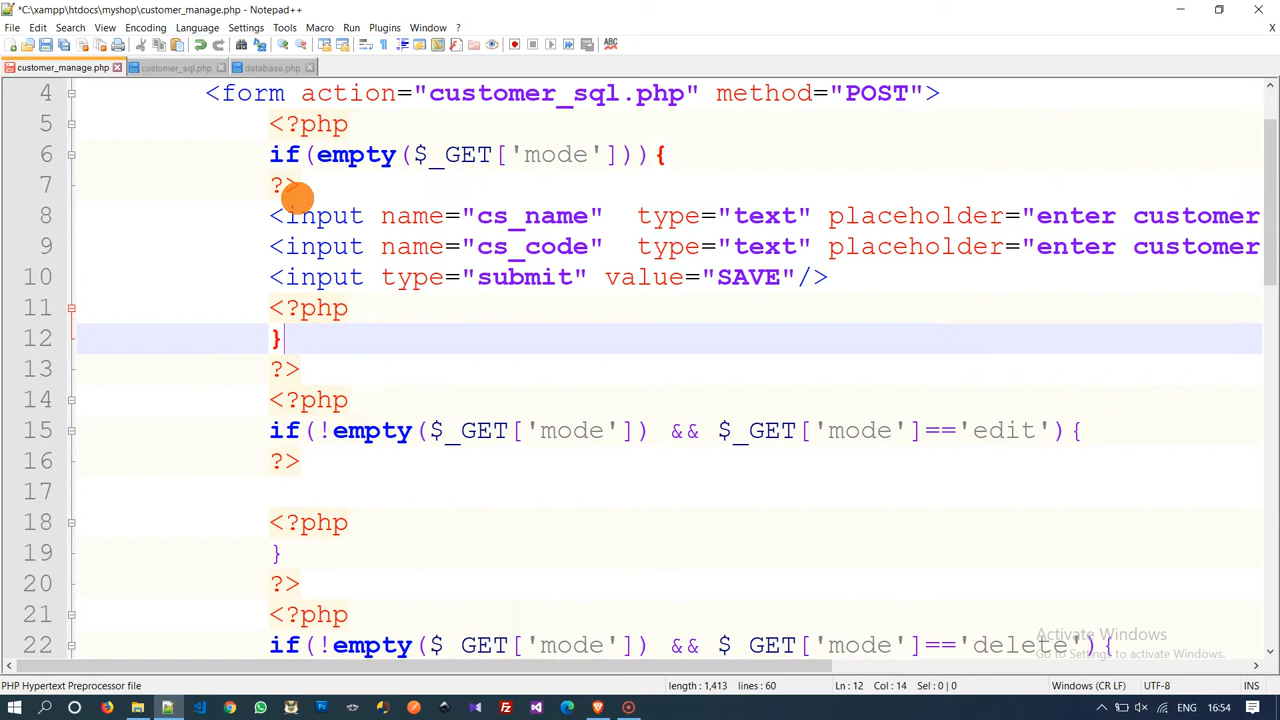 *C:\xampp\htdocs\myshop\customer_manage.php - Notepad++
File Edit Search View Encoding Language Settings Tools Macro Run Plugins Window ?
X
customer_manage.php customer_sql.php database.php
4 <form action="customer_sql.php" method="POST">
5 <?php
6 if(empty($_GET['mode'])){
7 ?>
8 <input name="cs_name" type="text" placeholder="enter customer
9 <input name="cs_code" type="text" placeholder="enter customer
10 <input type="submit" value="SAVE"/>
11 <?php
12 }
13 ?>
14 <?php
15 if(!empty($_GET['mode']) && $_GET['mode']=='edit'){
16 ?>
17
18 <?php
19 }
20 ?>
21 <?php
22 if(!empty($_GET['mode']) && $_GET['mode']=='delete'){
Activate Windows
Go to Settings to activate Windows.
PHP Hypertext Preprocessor file length : 1,413 lines : 60 Ln : 12 Col : 14 Sel : 0 | 0 Windows (CR LF) UTF-8 INS
ENG 16:54